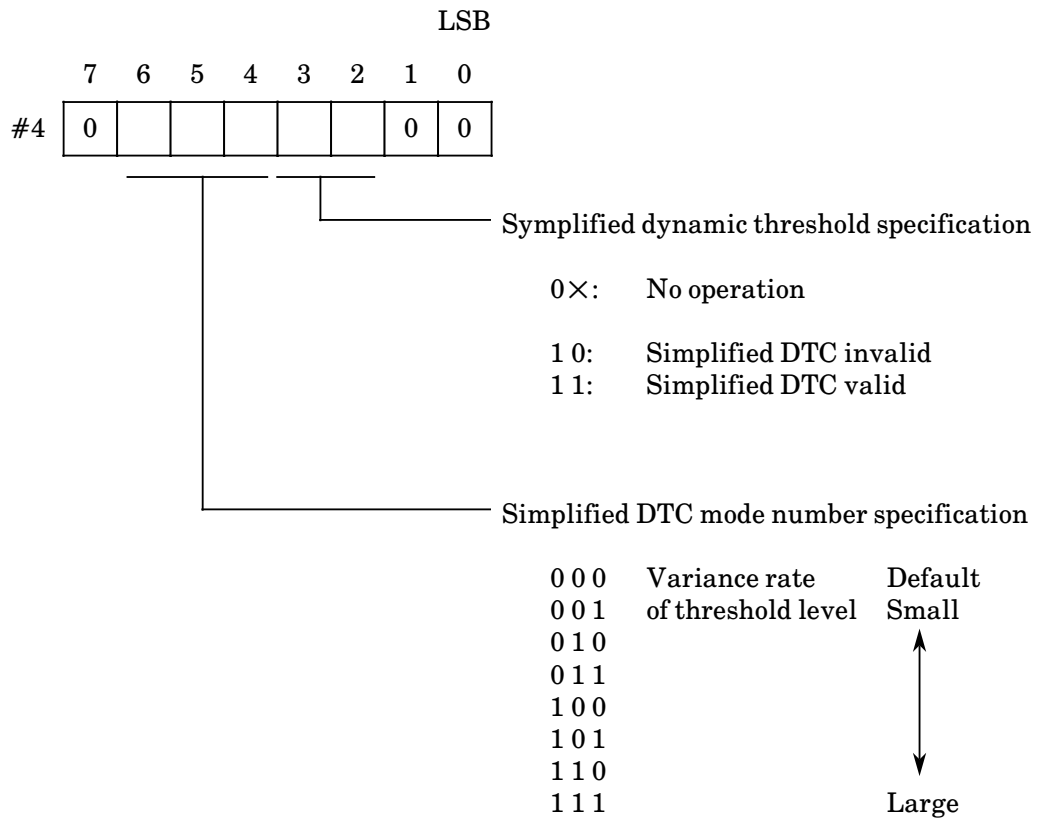 LSB
7 6 5 4 3 2 1 0
#4 0 0 0
Symplified dynamic threshold specification
0×: No operation
1 0: Simplified DTC invalid
1 1: Simplified DTC valid
Simplified DTC mode number specification
0 0 0 Variance rate Default
0 0 1 of threshold level Small
0 1 0
0 1 1
1 0 0
1 0 1
1 1 0
1 1 1 Large